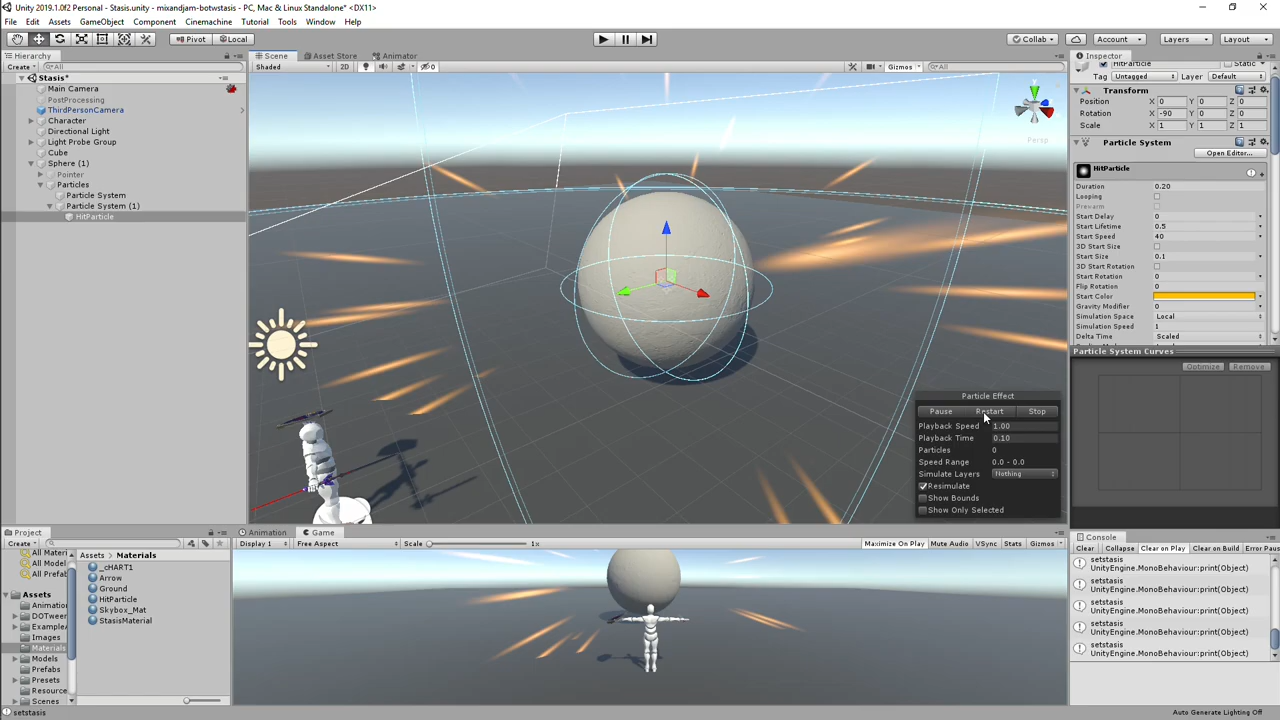 Unity 2019.1.0f2 Personal - Stasis.unity - mixandjam-botwstasis - PC, Mac & Linux Standalone* <DX11>
File Edit Assets GameObject Component Cinemachine Tutorial Tools Window Help
Pivot Local
Collab Account Layers Layout
Hierarchy
Create All
Stasis*
Main Camera
PostProcessing
ThirdPersonCamera
Character
Directional Light
Light Probe Group
Cube
Sphere (1)
Pointer
Particles
Particle System
Particle System (1)
HitParticle
Scene Asset Store Animator
Shaded 2D 0 Gizmos All
Persp
Particle Effect
Pause Restart Stop
Playback Speed 1.00
Playback Time 0.10
Particles 0
Speed Range 0.0 - 0.0
Simulate Layers Nothing
Resimulate
Show Bounds
Show Only Selected
Inspector
HitParticle Static
Tag Untagged Layer Default
Transform
Position X 0 Y 0 Z 0
Rotation X -90 Y 0 Z 0
Scale X 1 Y 1 Z 1
Particle System
Open Editor...
HitParticle
Duration 0.20
Looping
Prewarm
Start Delay 0
Start Lifetime 0.5
Start Speed 40
3D Start Size
Start Size 0.1
3D Start Rotation
Start Rotation 0
Flip Rotation 0
Start Color
Gravity Modifier 0
Simulation Space Local
Simulation Speed 1
Delta Time Scaled
Particle System Curves
Optimize Remove
Project
Create
All Materi
All Model
All Prefab
Assets
Animation
DOTween
Example
Images
Materials
Models
Prefabs
Presets
Resource
Scenes
Assets Materials
_cHART1
Arrow
Ground
HitParticle
Skybox_Mat
StasisMaterial
Animation Game
Display 1 Free Aspect Scale 1x Maximize On Play Mute Audio VSync Stats Gizmos
Console
Clear Collapse Clear on Play Clear on Build Error Paus
setstasis
UnityEngine.MonoBehaviour:print(Object)
setstasis
UnityEngine.MonoBehaviour:print(Object)
setstasis
UnityEngine.MonoBehaviour:print(Object)
setstasis
UnityEngine.MonoBehaviour:print(Object)
setstasis
UnityEngine.MonoBehaviour:print(Object)
setstasis
Auto Generate Lighting Off